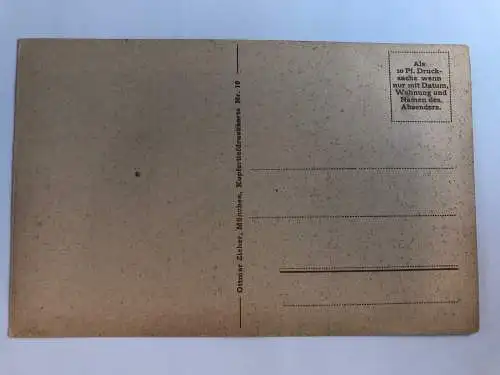 Als
10 Pf. Druck-
sache wenn
nur mit Datum,
Wohnung und
Namen des
Absenders.
Ottmar Zieher, München, Kupfertiefdruckkarte Nr. 19